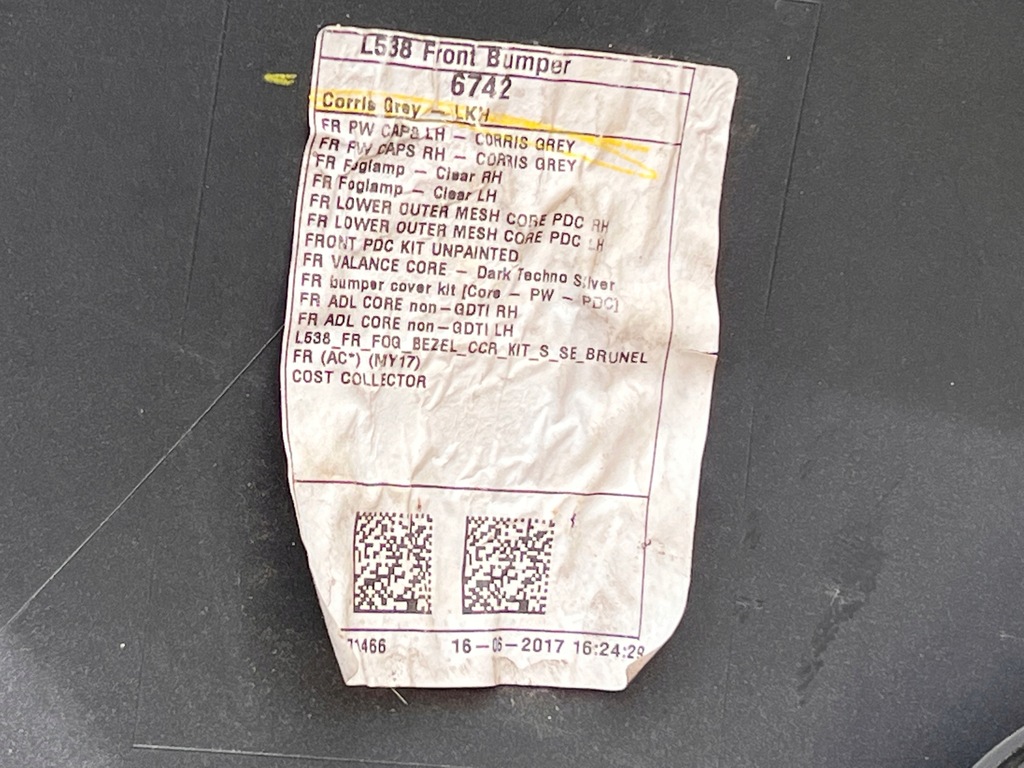 L538 Front Bumper
6742
Corris Grey – LKH
FR PW CAPS LH – CORRIS GREY
FR PW CAPS RH – CORRIS GREY
FR Foglamp – Clear RH
FR Foglamp – Clear LH
FR LOWER OUTER MESH CORE PDC RH
FR LOWER OUTER MESH CORE PDC LH
FRONT PDC KIT UNPAINTED
FR VALANCE CORE – Dark Techno Silver
FR bumper cover kit [Core – PW – PDC]
FR ADL CORE non–GDTI RH
FR ADL CORE non–GDTI LH
L538_FR_FOG_BEZEL_CCR_KIT_S_SE_BRUNEL
FR (AC*) (MY17)
COST COLLECTOR
71466 16–06–2017 16:24:29